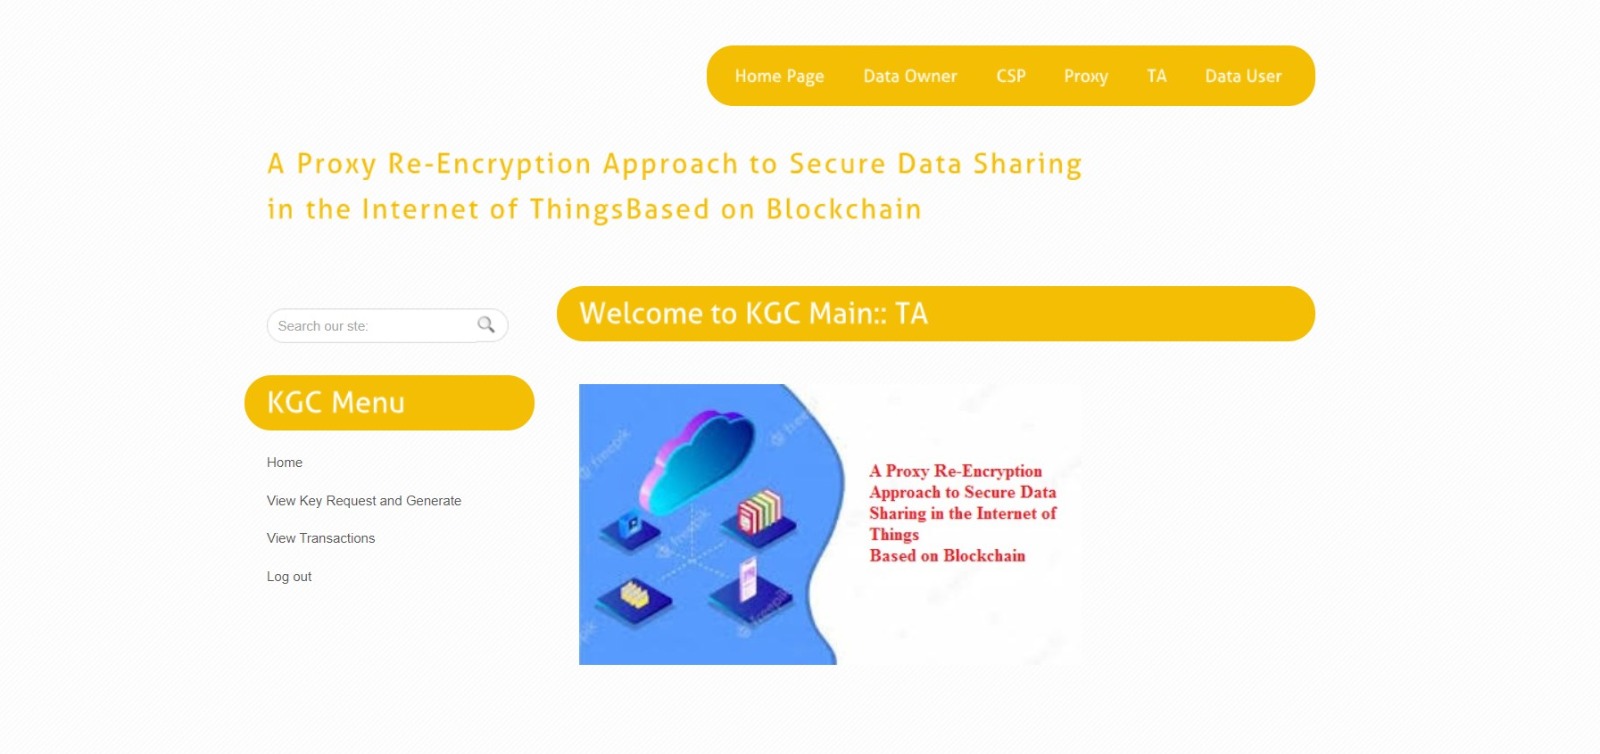 Home Page Data Owner CSP Proxy TA Data User
A Proxy Re-Encryption Approach to Secure Data Sharing
in the Internet of ThingsBased on Blockchain
Search our ste:
Welcome to KGC Main:: TA
KGC Menu
Home
View Key Request and Generate
View Transactions
Log out
A Proxy Re-Encryption
Approach to Secure Data
Sharing in the Internet of
Things
Based on Blockchain
freepik
freepik
freepik